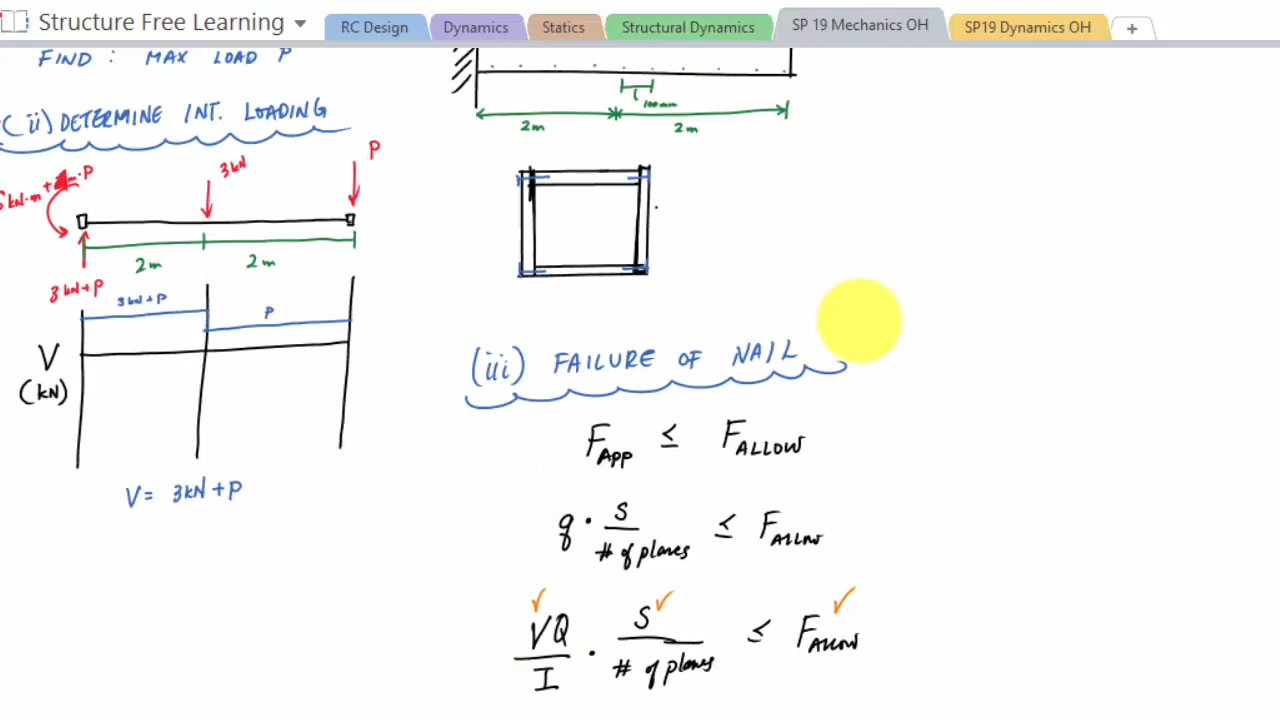 Structure Free Learning
RC Design
Dynamics
Statics
Structural Dynamics
SP 19 Mechanics OH
SP19 Dynamics OH
+
FIND : MAX LOAD P
(ii) DETERMINE INT. LOADING
kN·m +
m·P
3kN
P
2m
2m
3kN+P
3kN+P
P
V
(kN)
V= 3kN+P
100mm
2m
2m
(iii) FAILURE OF NAIL
F_APP ≤ F_ALLOW
q · S / # of planes ≤ F_ALLOW
VQ / I · S / # of planes ≤ F_ALLOW